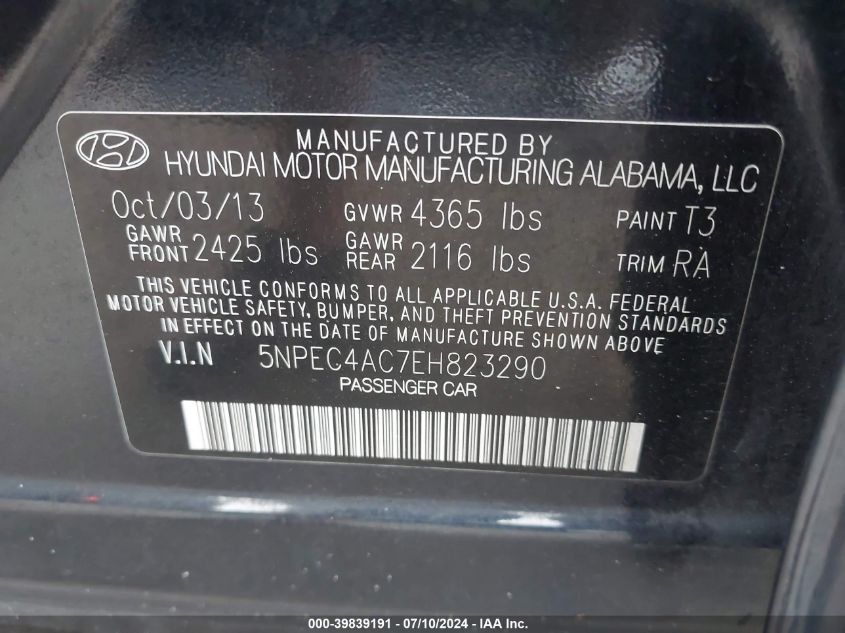 MANUFACTURED BY
HYUNDAI MOTOR MANUFACTURING ALABAMA, LLC
Oct/03/13 GVWR 4365 lbs PAINT T3
GAWR FRONT 2425 lbs GAWR REAR 2116 lbs TRIM RA
THIS VEHICLE CONFORMS TO ALL APPLICABLE U.S.A. FEDERAL
MOTOR VEHICLE SAFETY, BUMPER, AND THEFT PREVENTION STANDARDS
IN EFFECT ON THE DATE OF MANUFACTURE SHOWN ABOVE
V.I.N 5NPEC4AC7EH823290
PASSENGER CAR
000-39839191 / 07/10/2024 - IAA Inc.